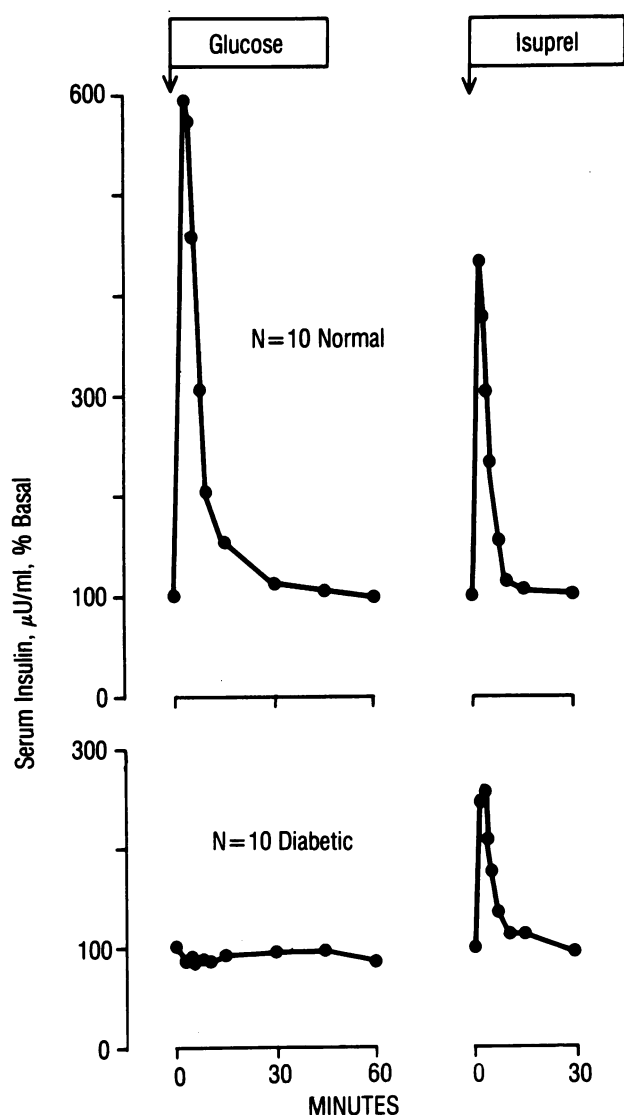 Glucose
Isuprel
600
300
100
0
N=10 Normal
Serum Insulin, µU/ml, % Basal
300
100
0
N=10 Diabetic
0
30
60
0
30
MINUTES